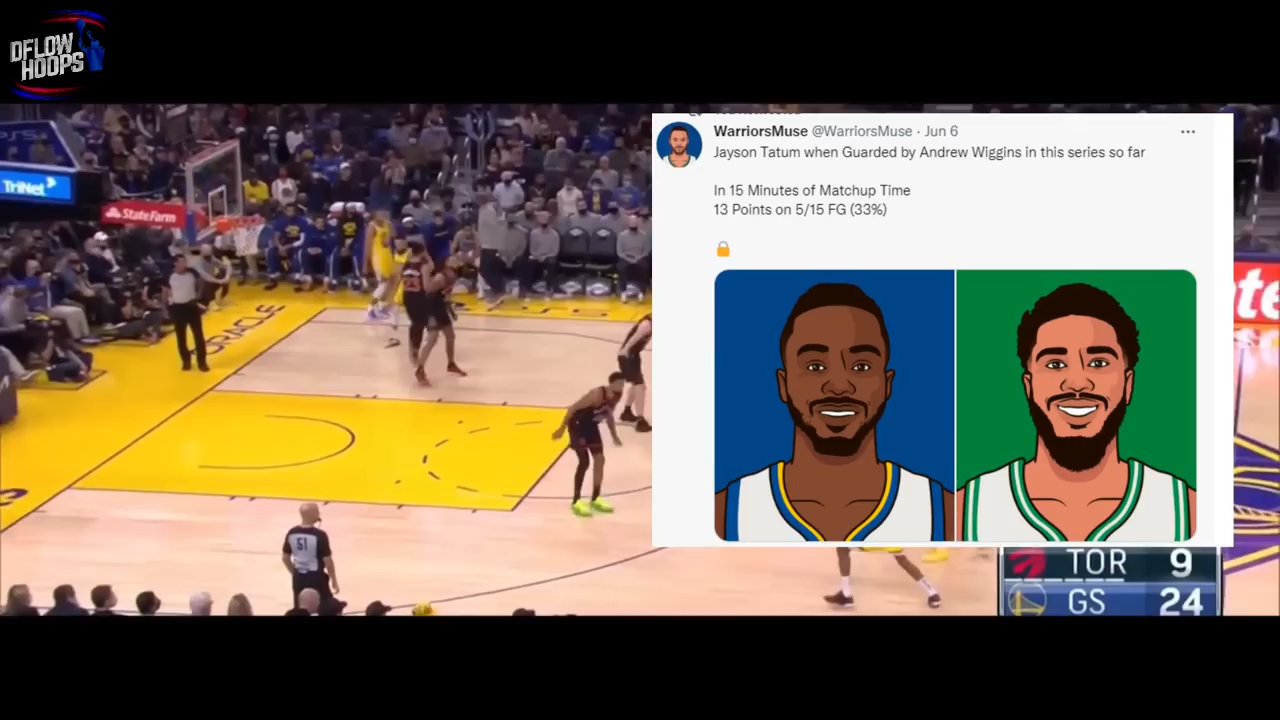 DFLOW
HOOPS
WarriorsMuse @WarriorsMuse · Jun 6
Jayson Tatum when Guarded by Andrew Wiggins in this series so far
In 15 Minutes of Matchup Time
13 Points on 5/15 FG (33%)
TriNet
State Farm
ORACLE
51
23
TOR 9
GS 24